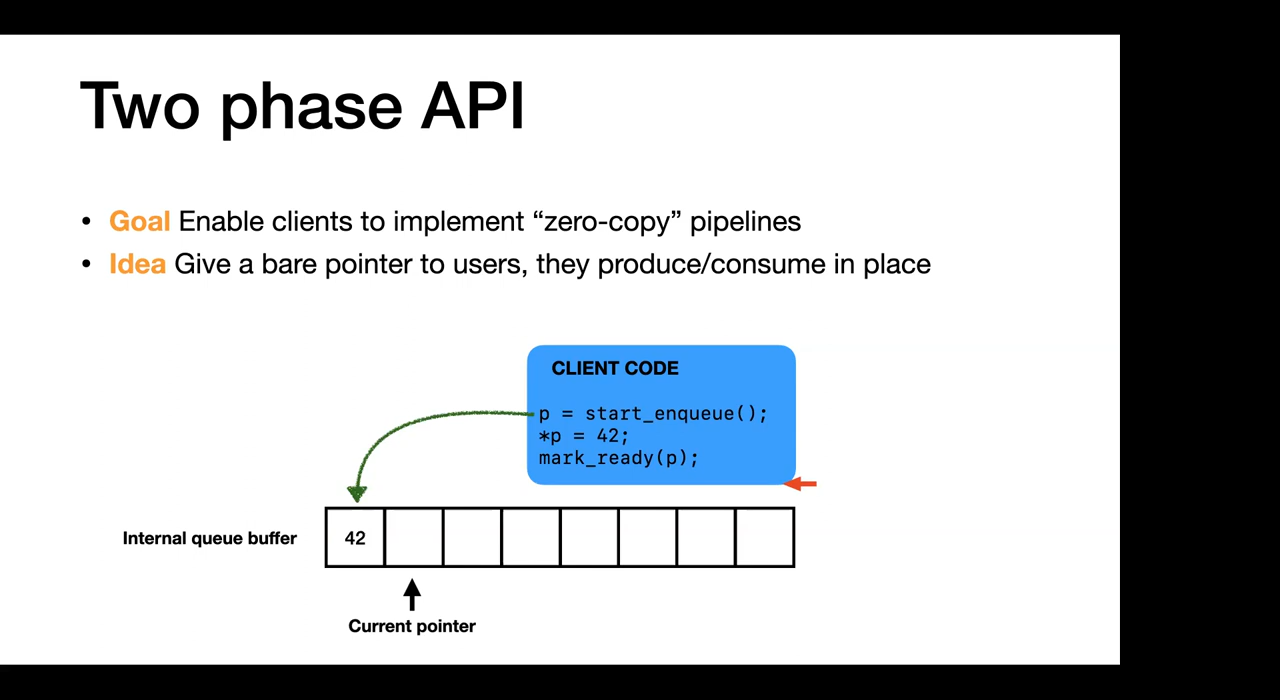 Two phase API
• Goal Enable clients to implement “zero-copy” pipelines
• Idea Give a bare pointer to users, they produce/consume in place
CLIENT CODE
p = start_enqueue();
*p = 42;
mark_ready(p);
Internal queue buffer
42
Current pointer